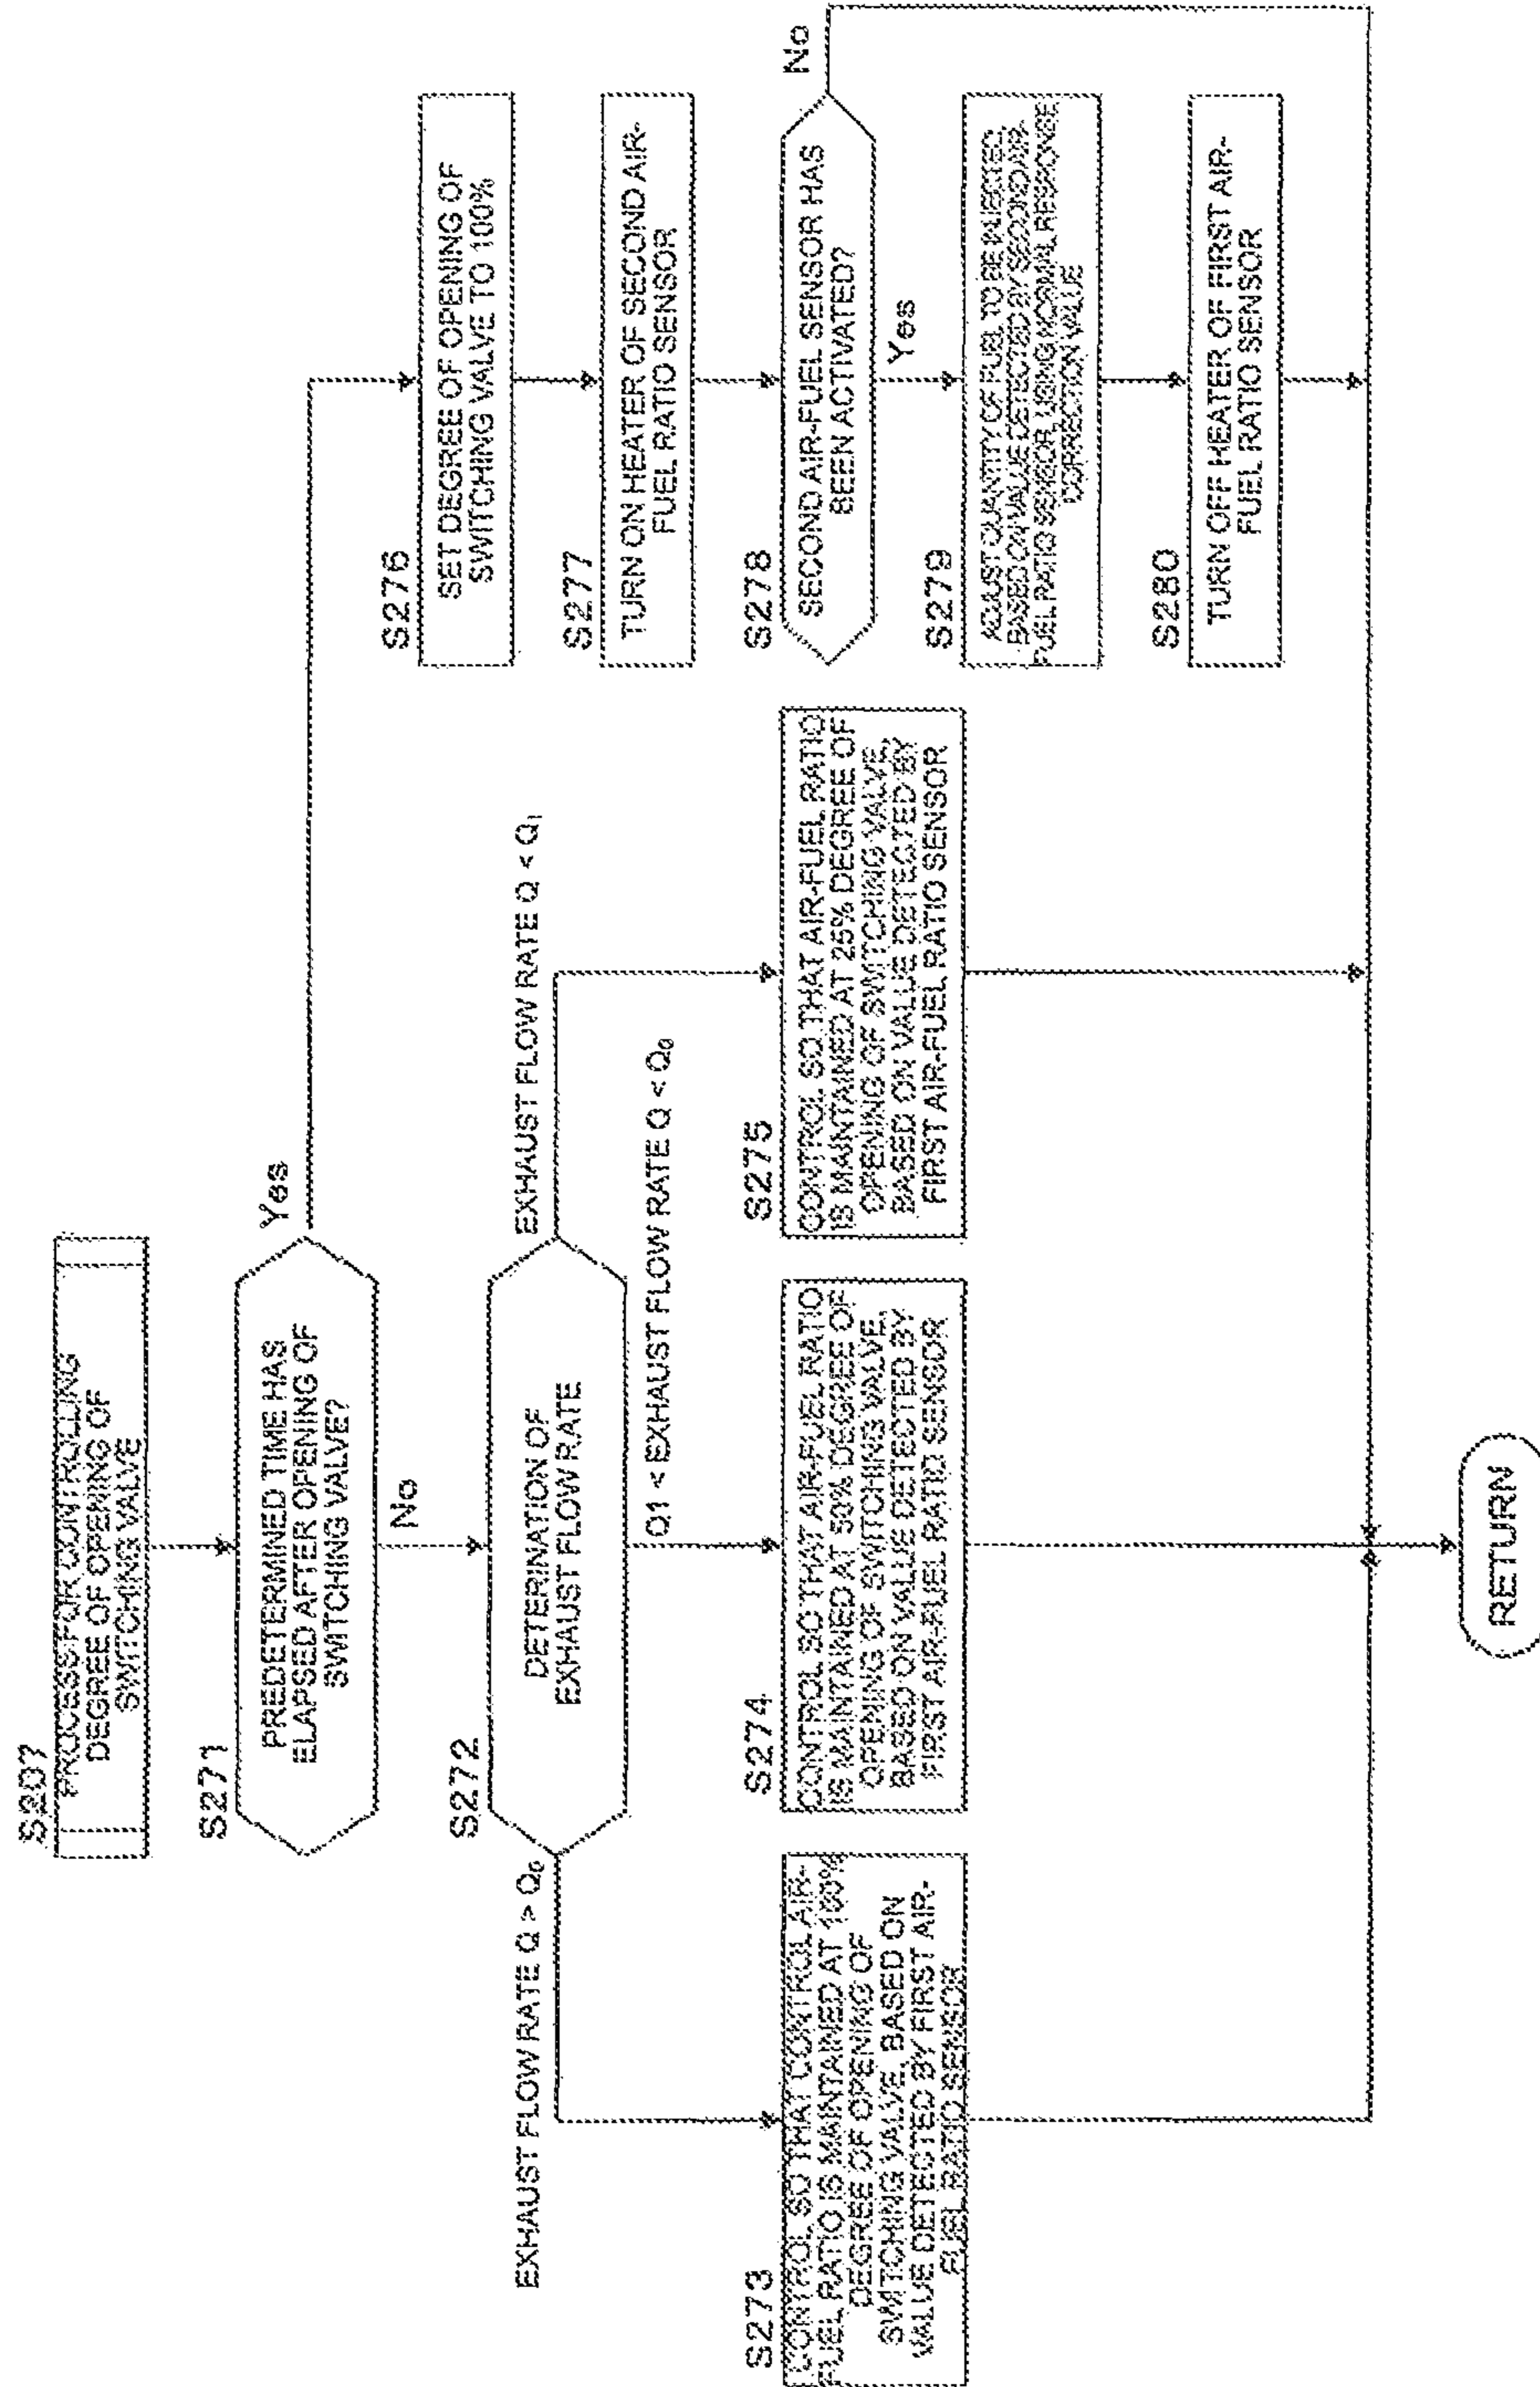 S207
PROCESS FOR CONTROLLING
DEGREE OF OPENING OF
SWITCHING VALVE
S271
PREDETERMINED TIME HAS
ELAPSED AFTER OPENING OF
SWITCHING VALVE?
Yes
No
S272
DETERINATION OF
EXHAUST FLOW RATE
EXHAUST FLOW RATE Q > Q₀
Q1 < EXHAUST FLOW RATE Q < Q₀
EXHAUST FLOW RATE Q < Q₁
S273
CONTROL SO THAT CONTROL AIR-
FUEL RATIO IS MAINTAINED AT 100%
DEGREE OF OPENING OF
SWITCHING VALVE, BASED ON
VALUE DETECTED BY FIRST AIR-
FUEL RATIO SENSOR
S274
CONTROL SO THAT AIR-FUEL RATIO
IS MAINTAINED AT 50% DEGREE OF
OPENING OF SWITCHING VALVE,
BASED ON VALUE DETECTED BY
FIRST AIR-FUEL RATIO SENSOR
S275
CONTROL SO THAT AIR-FUEL RATIO
IS MAINTAINED AT 25% DEGREE OF
OPENING OF SWITCHING VALVE,
BASED ON VALUE DETECTED BY
FIRST AIR-FUEL RATIO SENSOR
S276
SET DEGREE OF OPENING OF
SWITCHING VALVE TO 100%
S277
TURN ON HEATER OF SECOND AIR-
FUEL RATIO SENSOR
S278
SECOND AIR-FUEL SENSOR HAS
BEEN ACTIVATED?
No
Yes
S279
ADJUST QUANTITY OF FUEL TO BE INJECTED,
BASED ON VALUE DETECTED BY SECOND AIR-
FUEL RATIO SENSOR, USING NORMAL RESPONSE
CORRECTION VALUE
S280
TURN OFF HEATER OF FIRST AIR-
FUEL RATIO SENSOR
RETURN